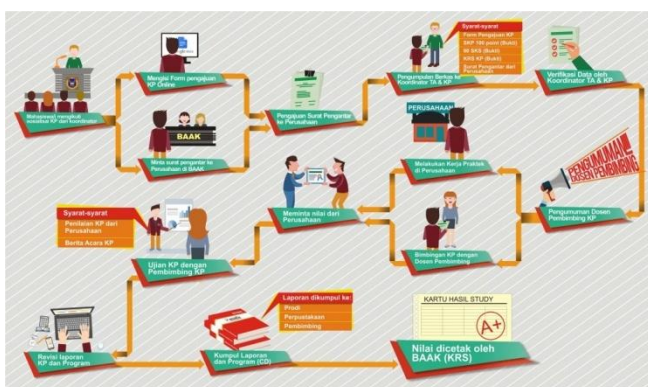 Mahasiswa/i mengikuti
sosialisasi KP dari koordinator
Mengisi Form pengajuan
KP Online
BAAK
Minta surat pengantar ke
Perusahaan di BAAK
Pengajuan Surat Pengantar
ke Perusahaan
Syarat-syarat
Form Pengajuan KP
SKP 100 point (Bukti)
90 SKS (Bukti)
KRS KP (Bukti)
Surat Pengantar dari
Perusahaan
Pengumpulan Berkas ke
Koordinator TA & KP
Verifikasi Data oleh
Koordinator TA & KP
PENGUMUMAN
DOSEN PEMBIMBING
Pengumuman Dosen
Pembimbing KP
PERUSAHAAN
Melakukan Kerja Praktek
di Perusahaan
Bimbingan KP dengan
Dosen Pembimbing
Meminta nilai dari
Perusahaan
Syarat-syarat
Penilaian KP dari
Perusahaan
Berita Acara KP
Ujian KP dengan
Pembimbing KP
Revisi laporan
KP dan Program
Laporan dikumpul ke:
Prodi
Perpustakaan
Pembimbing
Kumpul Laporan
dan Program (CD)
KARTU HASIL STUDY
A+
Nilai dicetak oleh
BAAK (KRS)